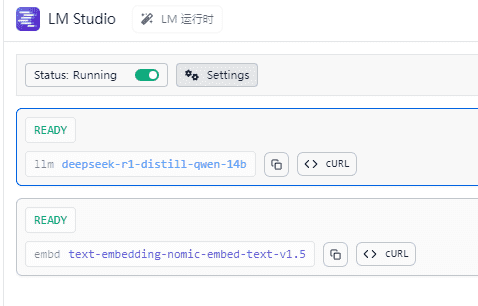 LM Studio LM 运行时
Status: Running Settings
READY
llm deepseek-r1-distill-qwen-14b cURL
READY
embd text-embedding-nomic-embed-text-v1.5 cURL